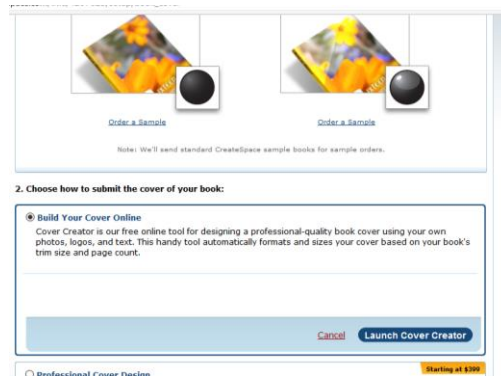 Order a Sample
Order a Sample
Note: We'll send standard CreateSpace sample books for sample orders.
2. Choose how to submit the cover of your book:
Build Your Cover Online
Cover Creator is our free online tool for designing a professional-quality book cover using your own
photos, logos, and text. This handy tool automatically formats and sizes your cover based on your book's
trim size and page count.
Cancel
Launch Cover Creator
Starting at $399
Professional Cover Design